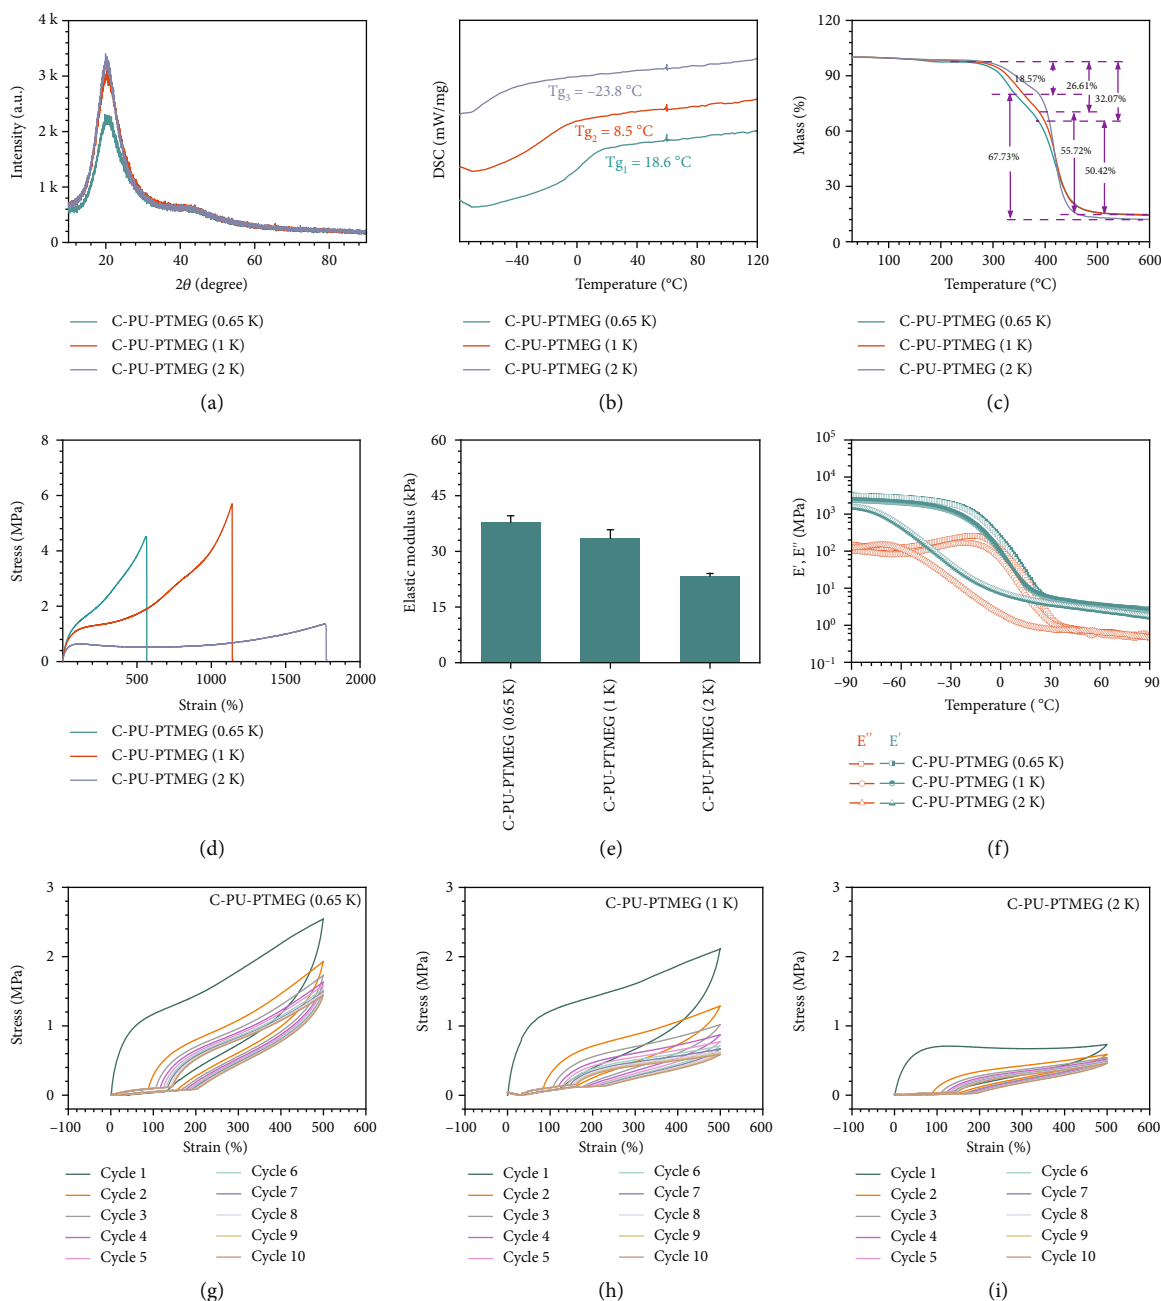 4 k
3 k
2 k
1 k
0
Intensity (a.u.)
20 40 60 80
2θ (degree)
C-PU-PTMEG (0.65 K)
C-PU-PTMEG (1 K)
C-PU-PTMEG (2 K)
(a)
DSC (mW/mg)
Tg3 = −23.8 °C
Tg2 = 8.5 °C
Tg1 = 18.6 °C
−40 0 40 80 120
Temperature (°C)
C-PU-PTMEG (0.65 K)
C-PU-PTMEG (1 K)
C-PU-PTMEG (2 K)
(b)
120
90
60
30
0
Mass (%)
18.57%
26.61%
32.07%
67.73%
55.72%
50.42%
100 200 300 400 500 600
Temperature (°C)
C-PU-PTMEG (0.65 K)
C-PU-PTMEG (1 K)
C-PU-PTMEG (2 K)
(c)
8
6
4
2
0
Stress (MPa)
500 1000 1500 2000
Strain (%)
C-PU-PTMEG (0.65 K)
C-PU-PTMEG (1 K)
C-PU-PTMEG (2 K)
(d)
60
45
30
15
0
Elastic modulus (kPa)
C-PU-PTMEG (0.65 K)
C-PU-PTMEG (1 K)
C-PU-PTMEG (2 K)
(e)
10^5
10^4
10^3
10^2
10^1
10^0
10^−1
E′, E″ (MPa)
−90 −60 −30 0 30 60 90
Temperature (°C)
E″ E′
C-PU-PTMEG (0.65 K)
C-PU-PTMEG (1 K)
C-PU-PTMEG (2 K)
(f)
3
2
1
0
Stress (MPa)
C-PU-PTMEG (0.65 K)
−100 0 100 200 300 400 500 600
Strain (%)
Cycle 1 Cycle 6
Cycle 2 Cycle 7
Cycle 3 Cycle 8
Cycle 4 Cycle 9
Cycle 5 Cycle 10
(g)
3
2
1
0
Stress (MPa)
C-PU-PTMEG (1 K)
−100 0 100 200 300 400 500 600
Strain (%)
Cycle 1 Cycle 6
Cycle 2 Cycle 7
Cycle 3 Cycle 8
Cycle 4 Cycle 9
Cycle 5 Cycle 10
(h)
3
2
1
0
Stress (MPa)
C-PU-PTMEG (2 K)
−100 0 100 200 300 400 500 600
Strain (%)
Cycle 1 Cycle 6
Cycle 2 Cycle 7
Cycle 3 Cycle 8
Cycle 4 Cycle 9
Cycle 5 Cycle 10
(i)